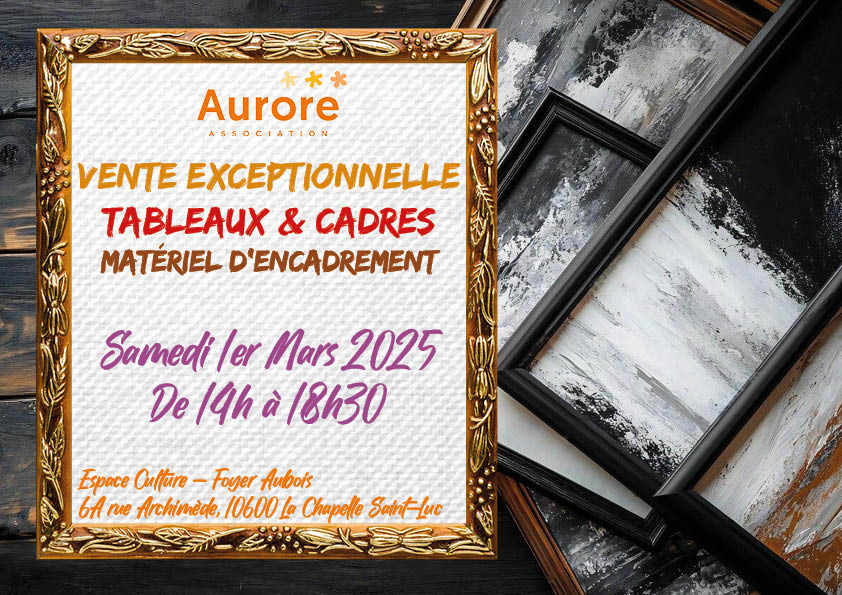 Aurore
ASSOCIATION
VENTE EXCEPTIONNELLE
TABLEAUX & CADRES
MATÉRIEL D'ENCADREMENT
Samedi 1er Mars 2025
De 14h à 18h30
Espace Culture – Foyer Aubois
6A rue Archimède, 10600 La Chapelle Saint-Luc